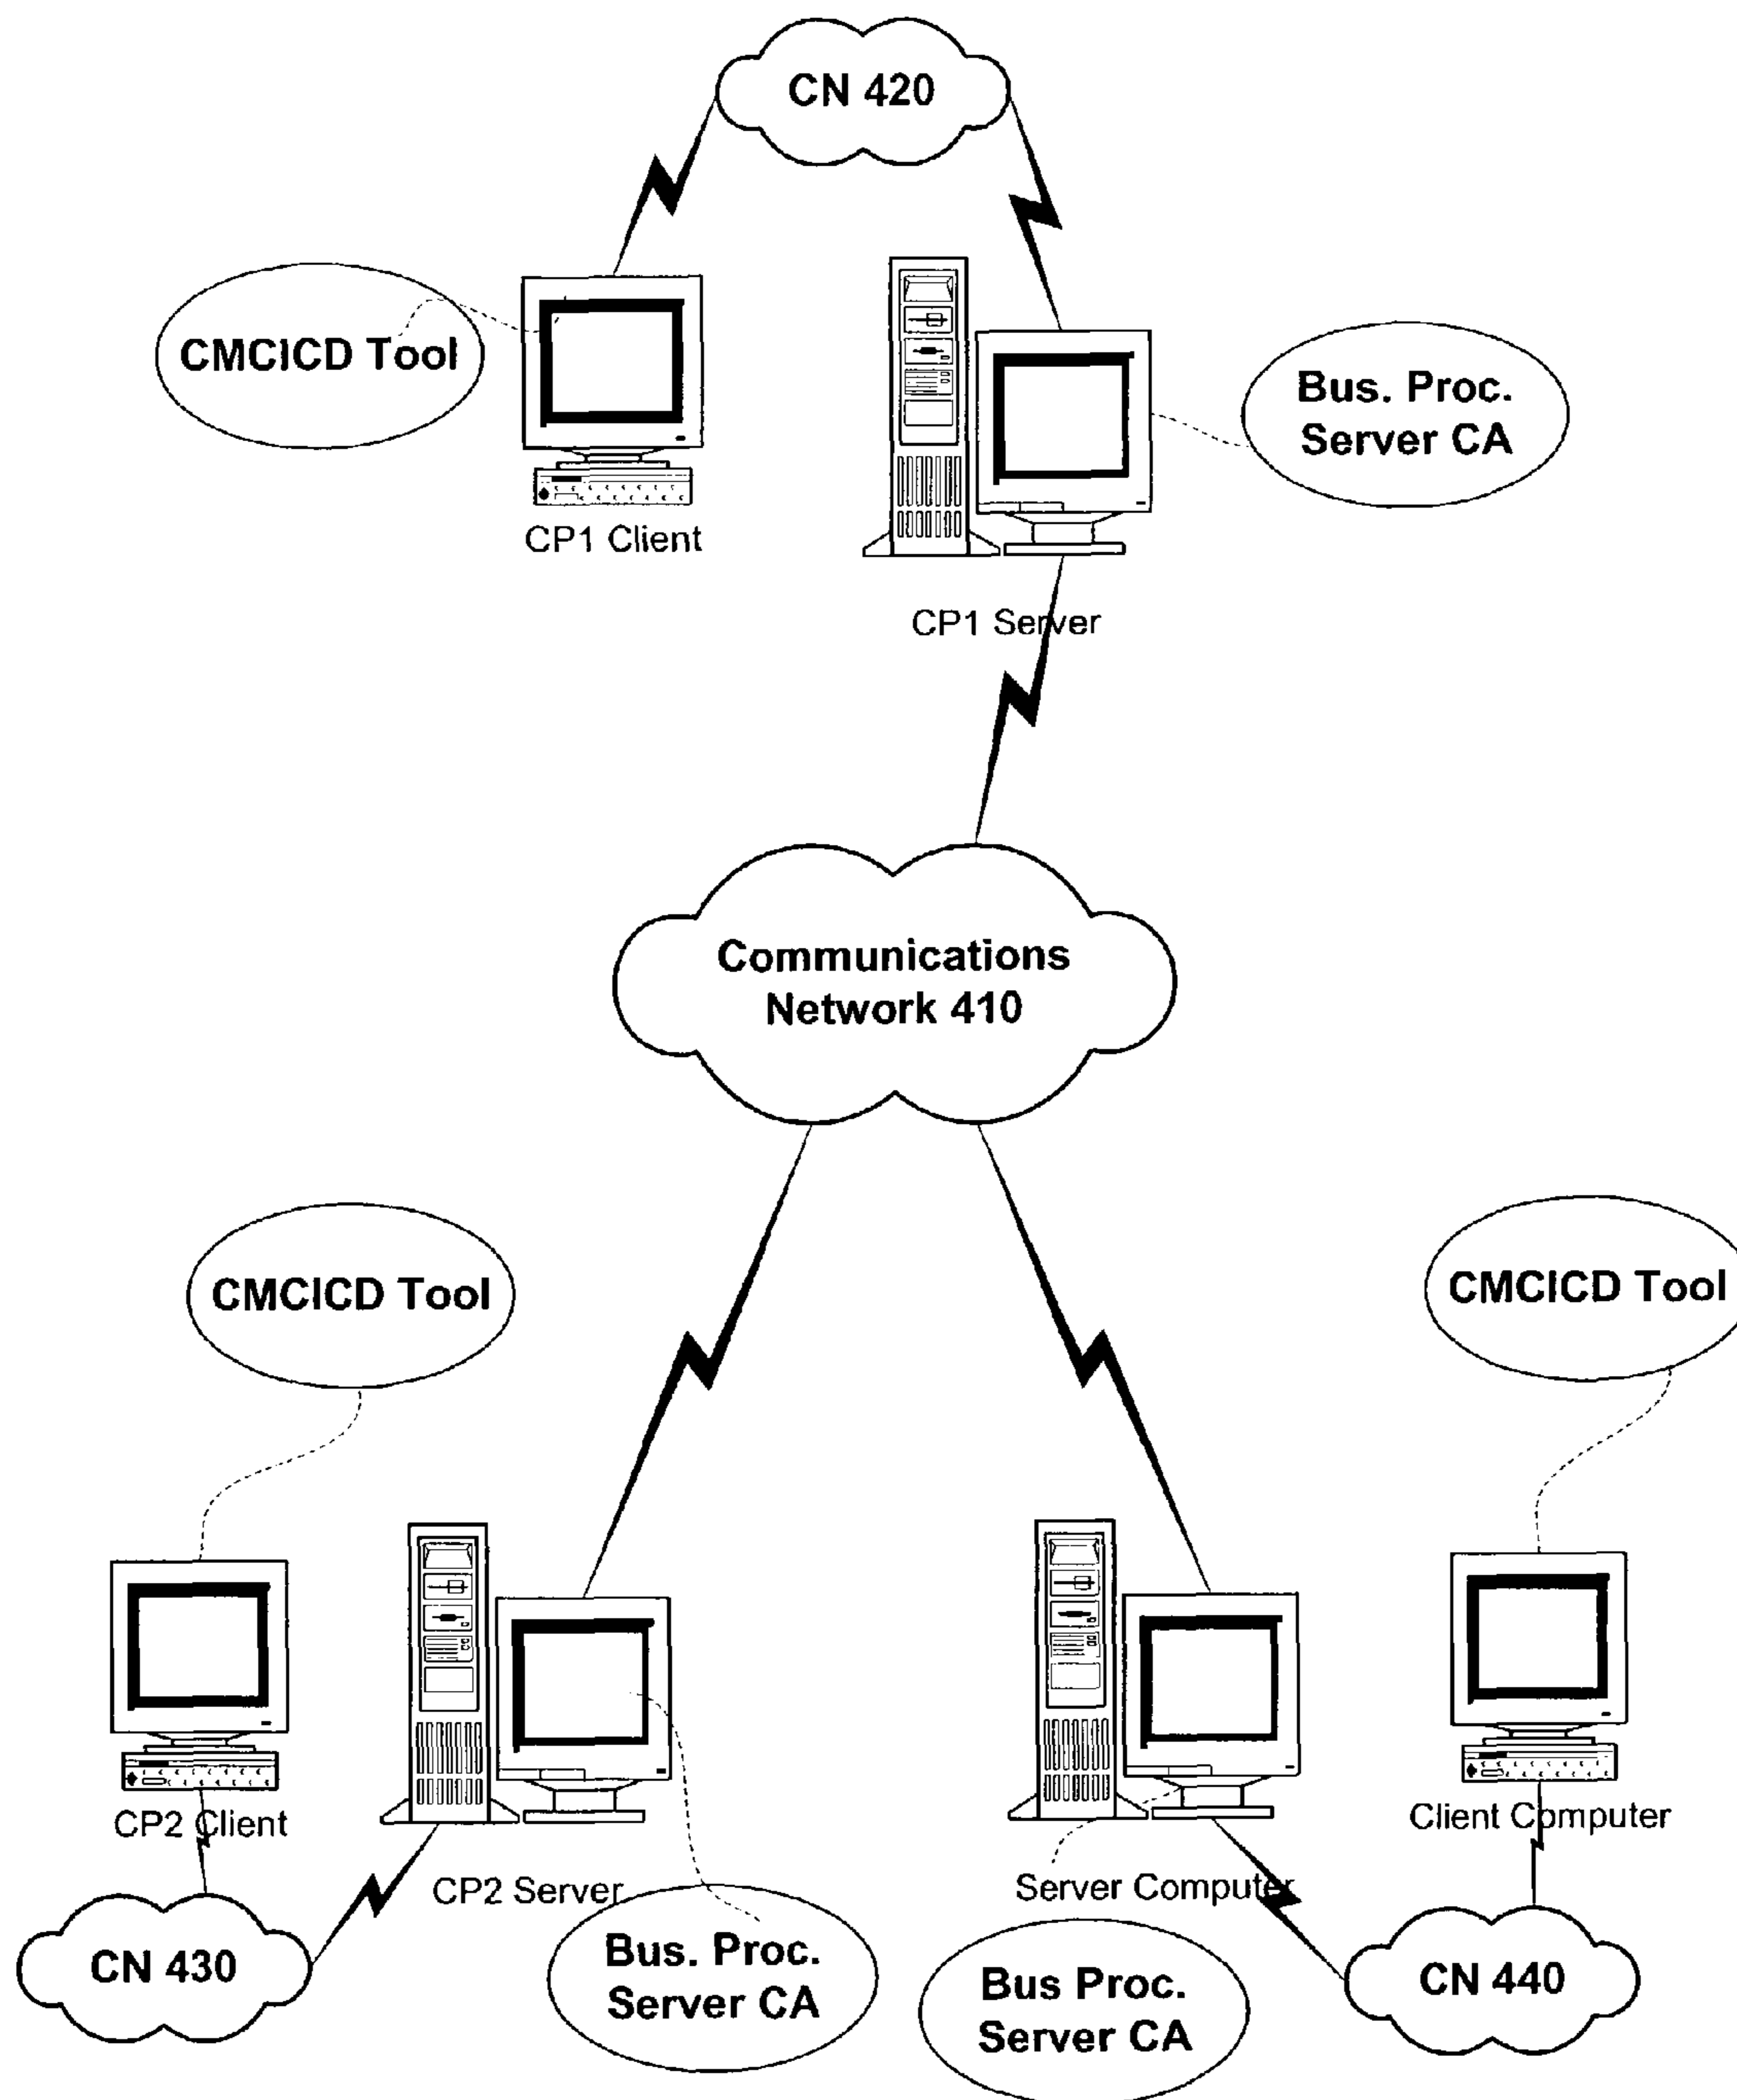 CN 420
CMCICD Tool
Bus. Proc.
Server CA
CP1 Client
CP1 Server
Communications
Network 410
CMCICD Tool
CMCICD Tool
CP2 Client
Client Computer
CP2 Server
Server Computer
CN 430
Bus. Proc.
Server CA
Bus Proc.
Server CA
CN 440